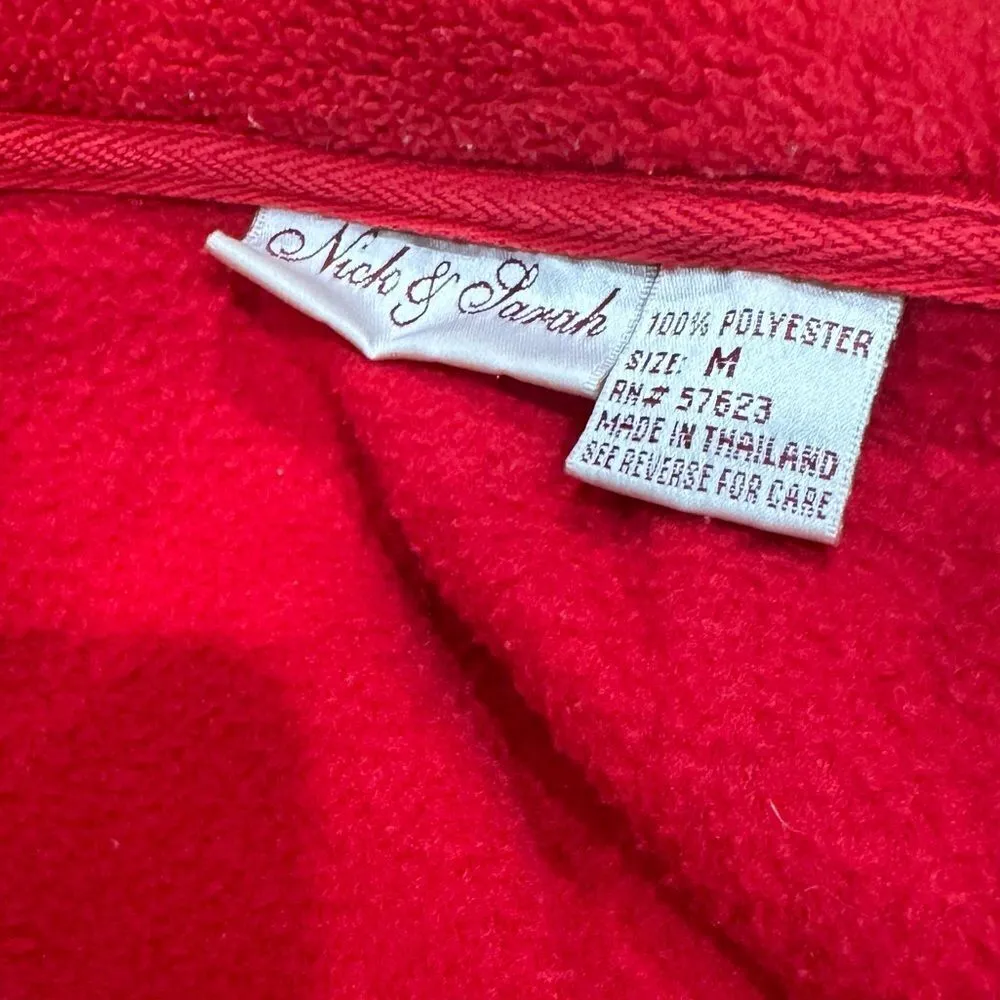 Nick & Sarah
100% POLYESTER
SIZE: M
RN# 57623
MADE IN THAILAND
SEE REVERSE FOR CARE